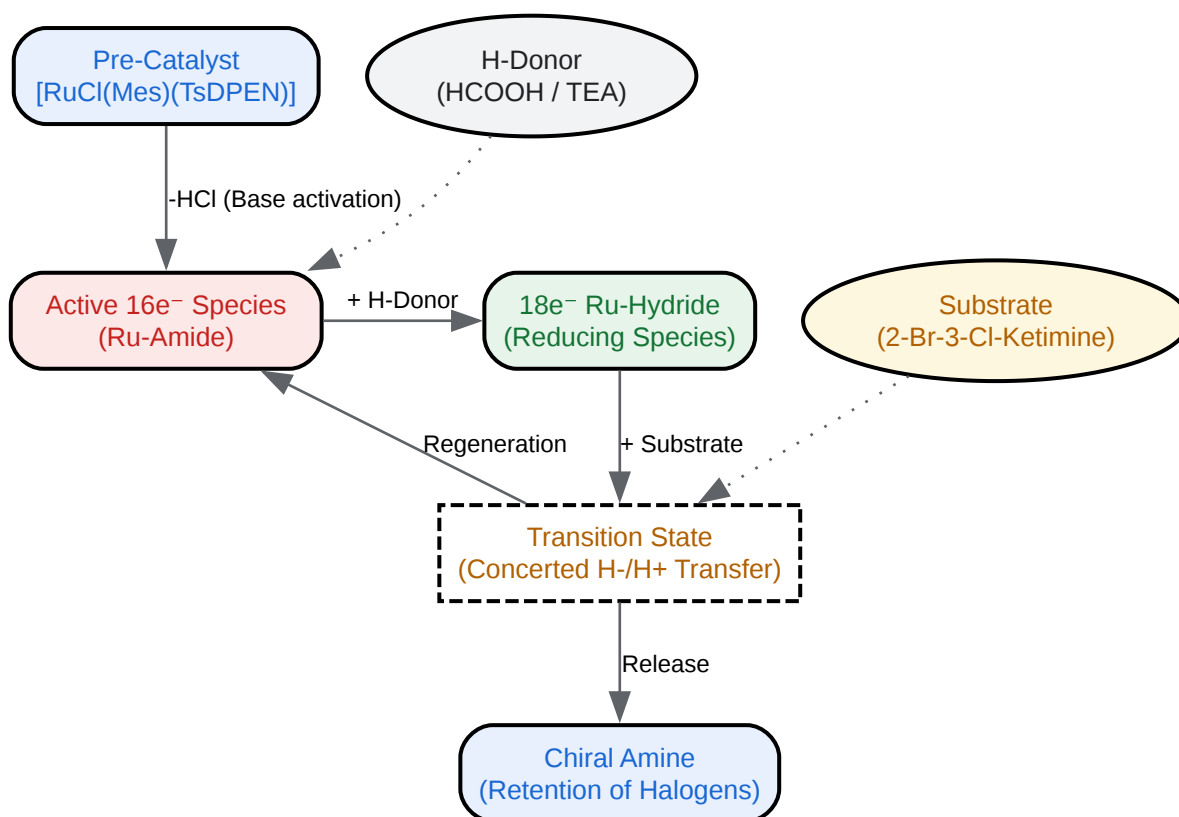 Pre-Catalyst
[RuCl(Mes)(TsDPEN)]
H-Donor
(HCOOH / TEA)
-HCl (Base activation)
Active 16e⁻ Species
(Ru-Amide)
+ H-Donor
18e⁻ Ru-Hydride
(Reducing Species)
Substrate
(2-Br-3-Cl-Ketimine)
Regeneration
+ Substrate
Transition State
(Concerted H-/H+ Transfer)
Release
Chiral Amine
(Retention of Halogens)